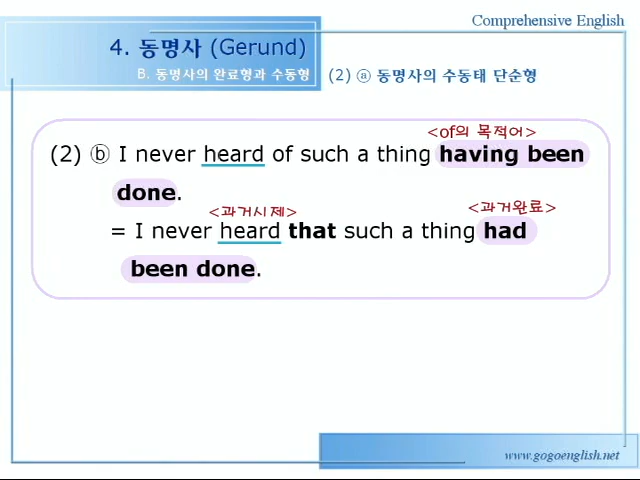 Comprehensive English
4. 동명사 (Gerund)
B. 동명사의 완료형과 수동형
(2) ⓐ 동명사의 수동태 단순형
<of의 목적어>
(2) ⓑ I never heard of such a thing having been
done.
<과거시제> <과거완료>
= I never heard that such a thing had
been done.
www.gogoenglish.net